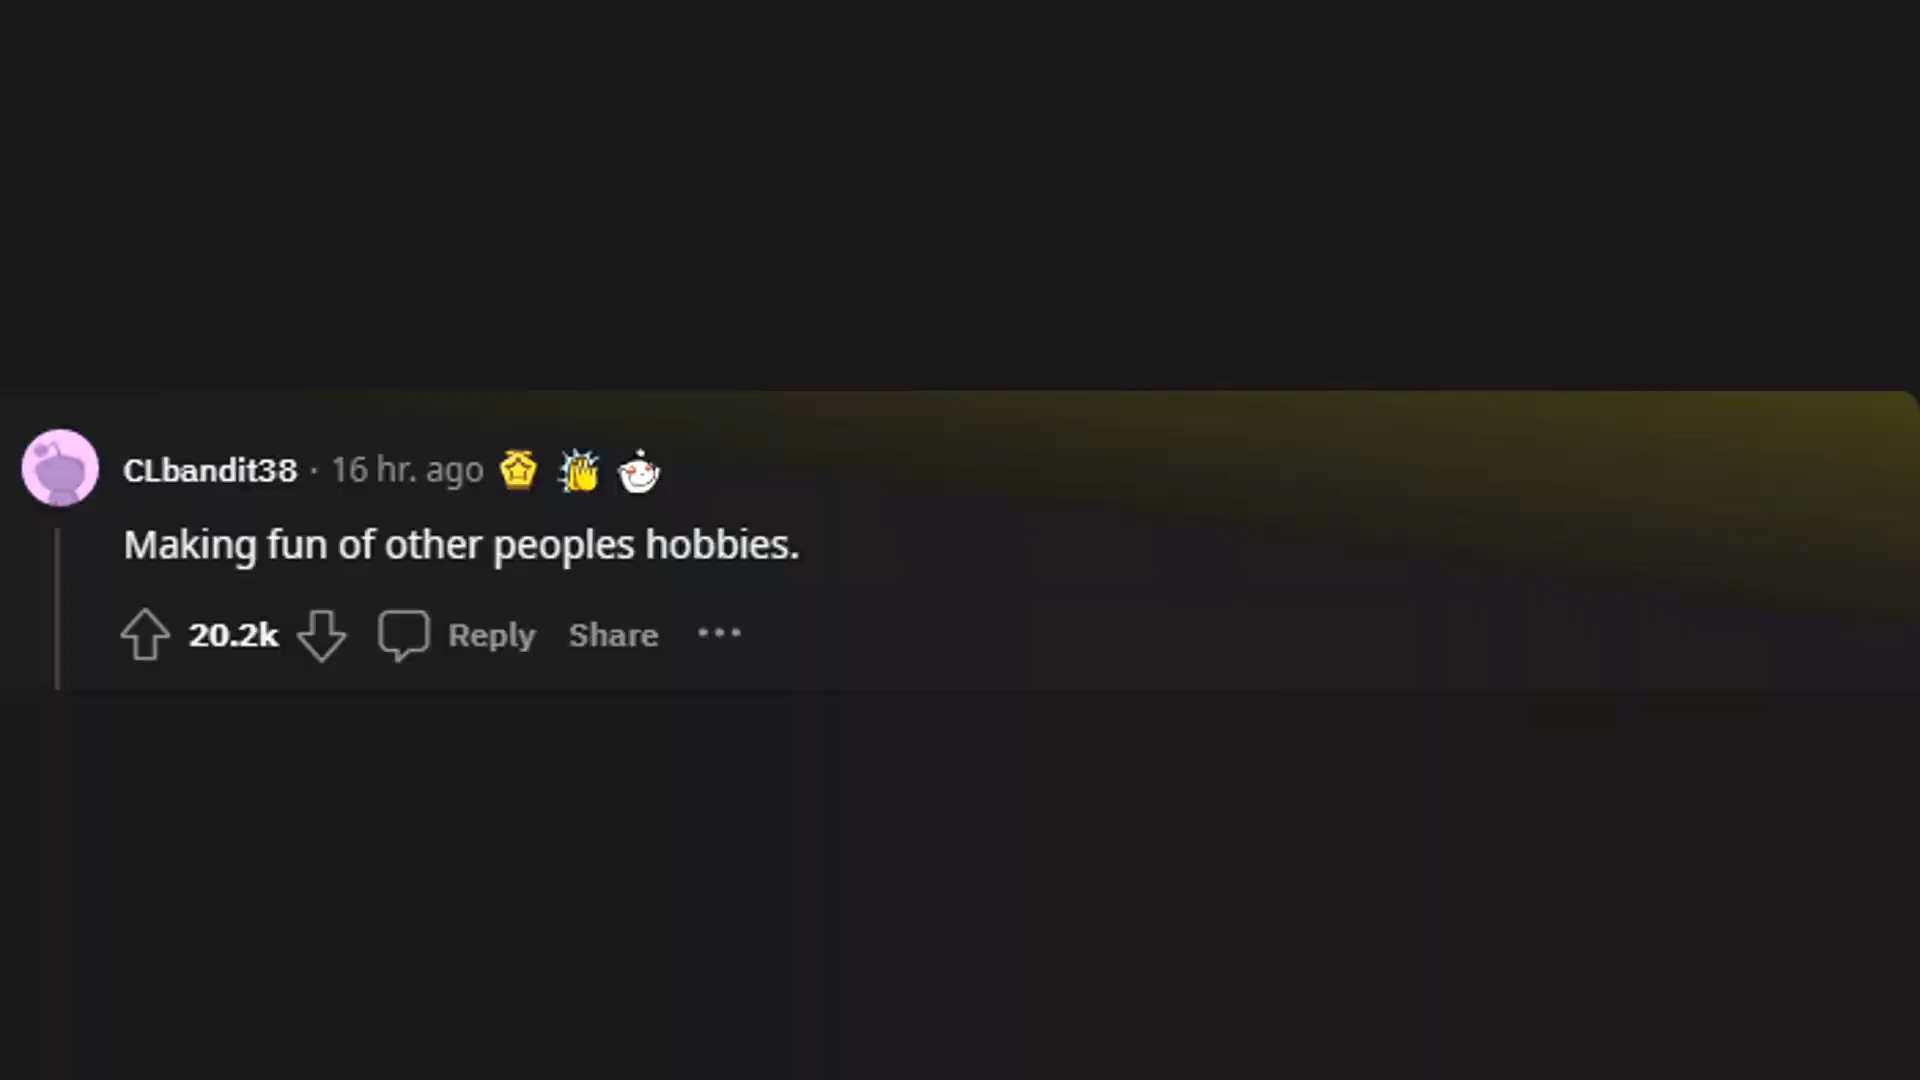 CLbandit38 · 16 hr. ago
Making fun of other peoples hobbies.
20.2k Reply Share ···